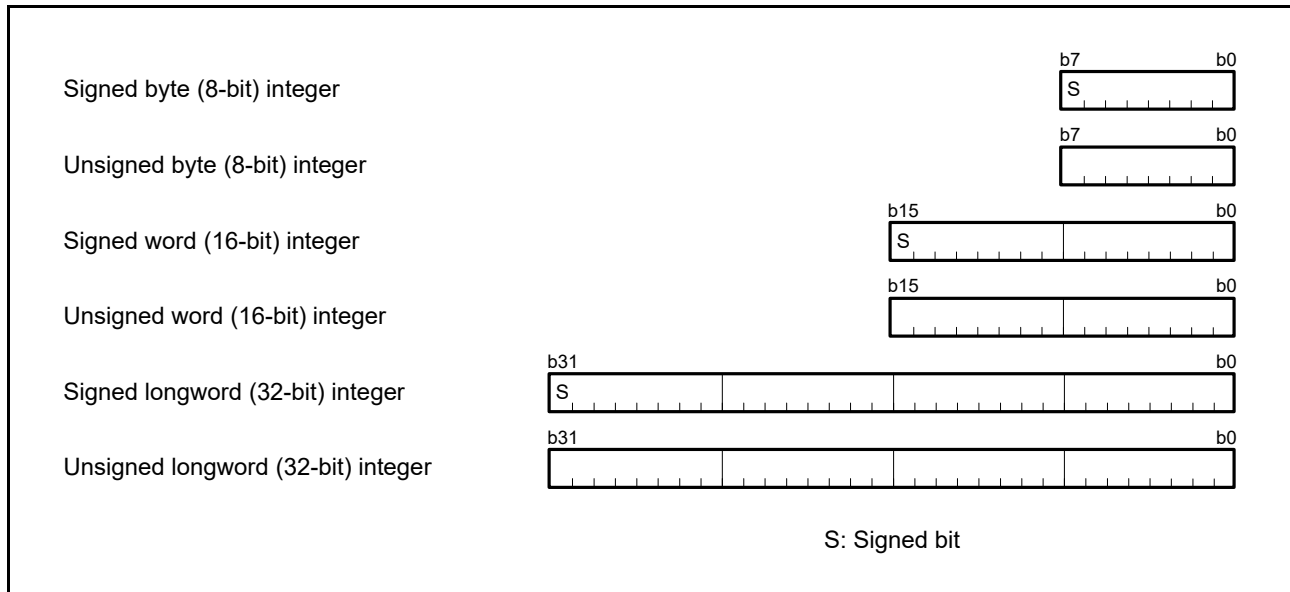 b7 b0
Signed byte (8-bit) integer S
b7 b0
Unsigned byte (8-bit) integer
b15 b0
Signed word (16-bit) integer S
b15 b0
Unsigned word (16-bit) integer
b31 b0
Signed longword (32-bit) integer S
b31 b0
Unsigned longword (32-bit) integer
S: Signed bit